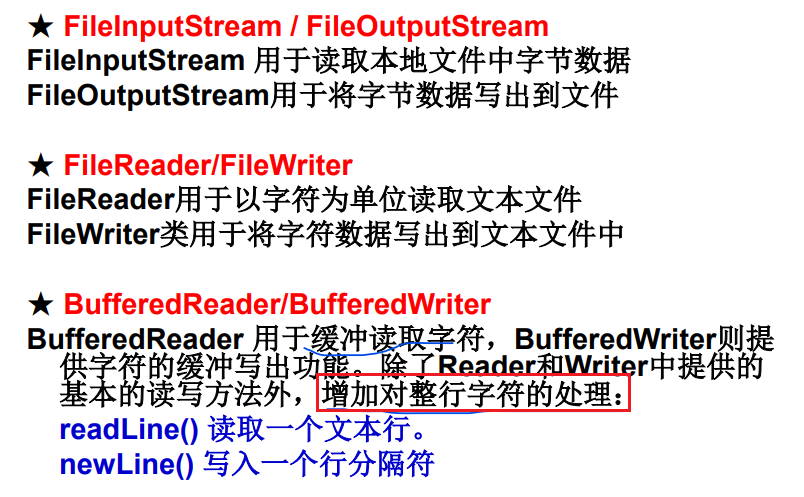 ★ FileInputStream / FileOutputStream
FileInputStream 用于读取本地文件中字节数据
FileOutputStream用于将字节数据写出到文件
★ FileReader/FileWriter
FileReader用于以字符为单位读取文本文件
FileWriter类用于将字符数据写出到文本文件中
★ BufferedReader/BufferedWriter
BufferedReader 用于缓冲读取字符，BufferedWriter则提
供字符的缓冲写出功能。除了Reader和Writer中提供的
基本的读写方法外，增加对整行字符的处理：
readLine() 读取一个文本行。
newLine() 写入一个行分隔符